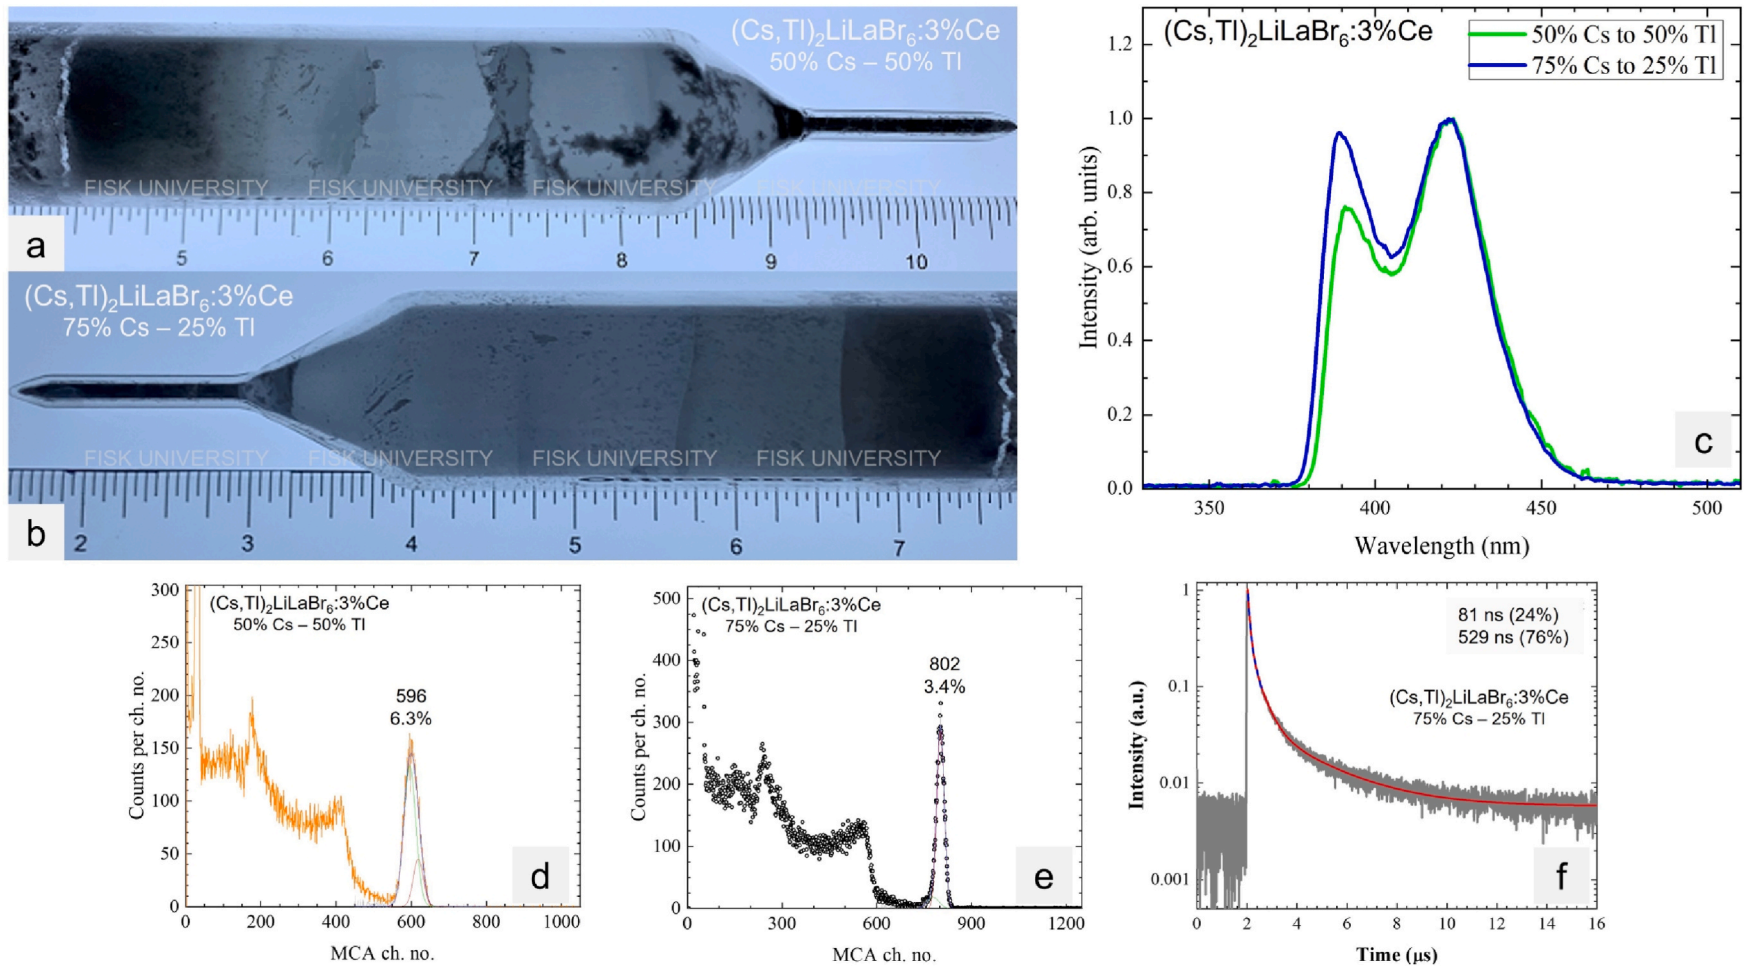 (Cs,Tl)₂LiLaBr₆:3%Ce
50% Cs – 50% Tl
FISK UNIVERSITY FISK UNIVERSITY FISK UNIVERSITY FISK UNIVERSITY
a
5 6 7 8 9 10
(Cs,Tl)₂LiLaBr₆:3%Ce
75% Cs – 25% Tl
FISK UNIVERSITY FISK UNIVERSITY FISK UNIVERSITY FISK UNIVERSITY
b
2 3 4 5 6 7
(Cs,Tl)₂LiLaBr₆:3%Ce
50% Cs to 50% Tl
75% Cs to 25% Tl
1.2
1.0
0.8
0.6
0.4
0.2
0.0
Intensity (arb. units)
c
350 400 450 500
Wavelength (nm)
300
250
200
150
100
50
0
Counts per ch. no.
(Cs,Tl)₂LiLaBr₆:3%Ce
50% Cs – 50% Tl
596
6.3%
d
0 200 400 600 800 1000
MCA ch. no.
500
400
300
200
100
0
Counts per ch. no.
(Cs,Tl)₂LiLaBr₆:3%Ce
75% Cs – 25% Tl
802
3.4%
e
0 300 600 900 1200
MCA ch. no.
1
0.1
0.01
0.001
Intensity (a.u.)
81 ns (24%)
529 ns (76%)
(Cs,Tl)₂LiLaBr₆:3%Ce
75% Cs – 25% Tl
f
0 2 4 6 8 10 12 14 16
Time (μs)